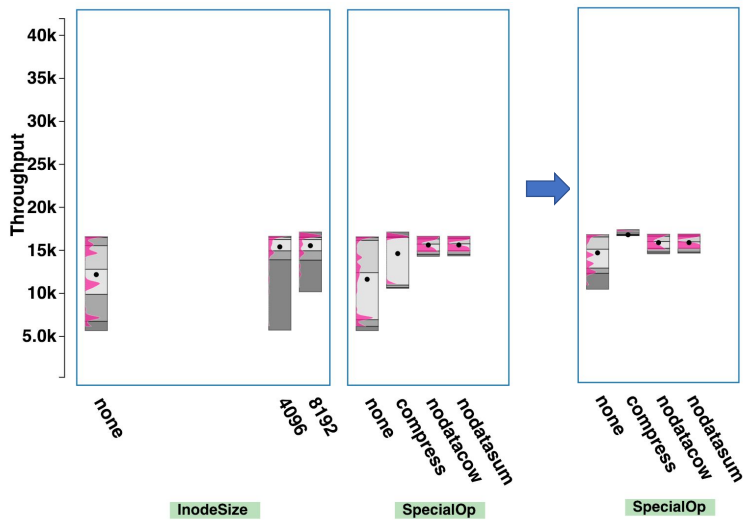 40k
35k
30k
25k
20k
15k
10k
5.0k
Throughput
none
4096
8192
none
compress
nodatacow
nodatasum
none
compress
nodatacow
nodatasum
InodeSize
SpecialOp
SpecialOp